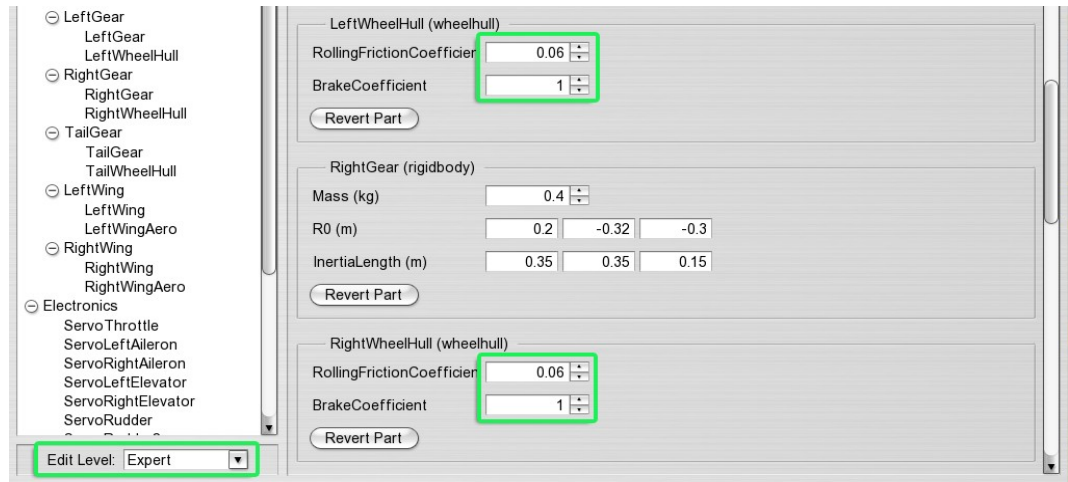 LeftGear
LeftGear
LeftWheelHull
RightGear
RightGear
RightWheelHull
TailGear
TailGear
TailWheelHull
LeftWing
LeftWing
LeftWingAero
RightWing
RightWing
RightWingAero
Electronics
ServoThrottle
ServoLeftAileron
ServoRightAileron
ServoLeftElevator
ServoRightElevator
ServoRudder
Edit Level: Expert
LeftWheelHull (wheelhull)
RollingFrictionCoefficien 0.06
BrakeCoefficient 1
Revert Part
RightGear (rigidbody)
Mass (kg) 0.4
R0 (m) 0.2 -0.32 -0.3
InertiaLength (m) 0.35 0.35 0.15
Revert Part
RightWheelHull (wheelhull)
RollingFrictionCoefficien 0.06
BrakeCoefficient 1
Revert Part